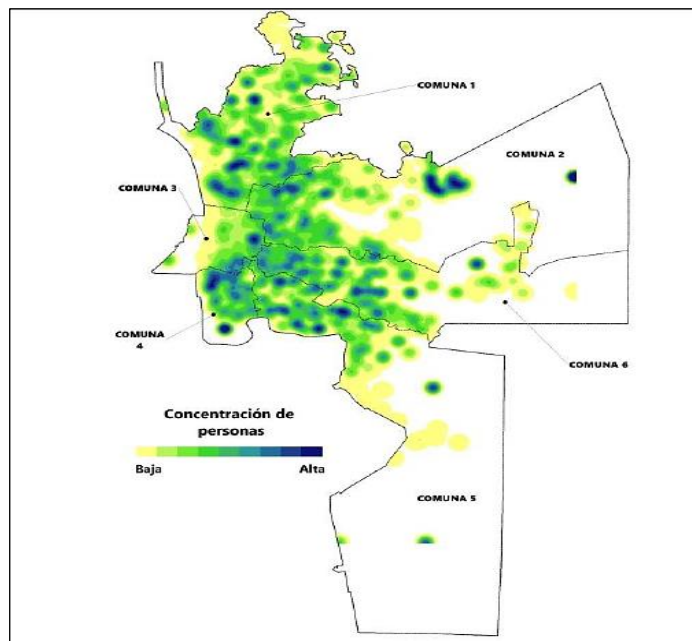 COMUNA 1
COMUNA 2
COMUNA 3
COMUNA
4
COMUNA 6
Concentración de
personas
Baja Alta
COMUNA 5